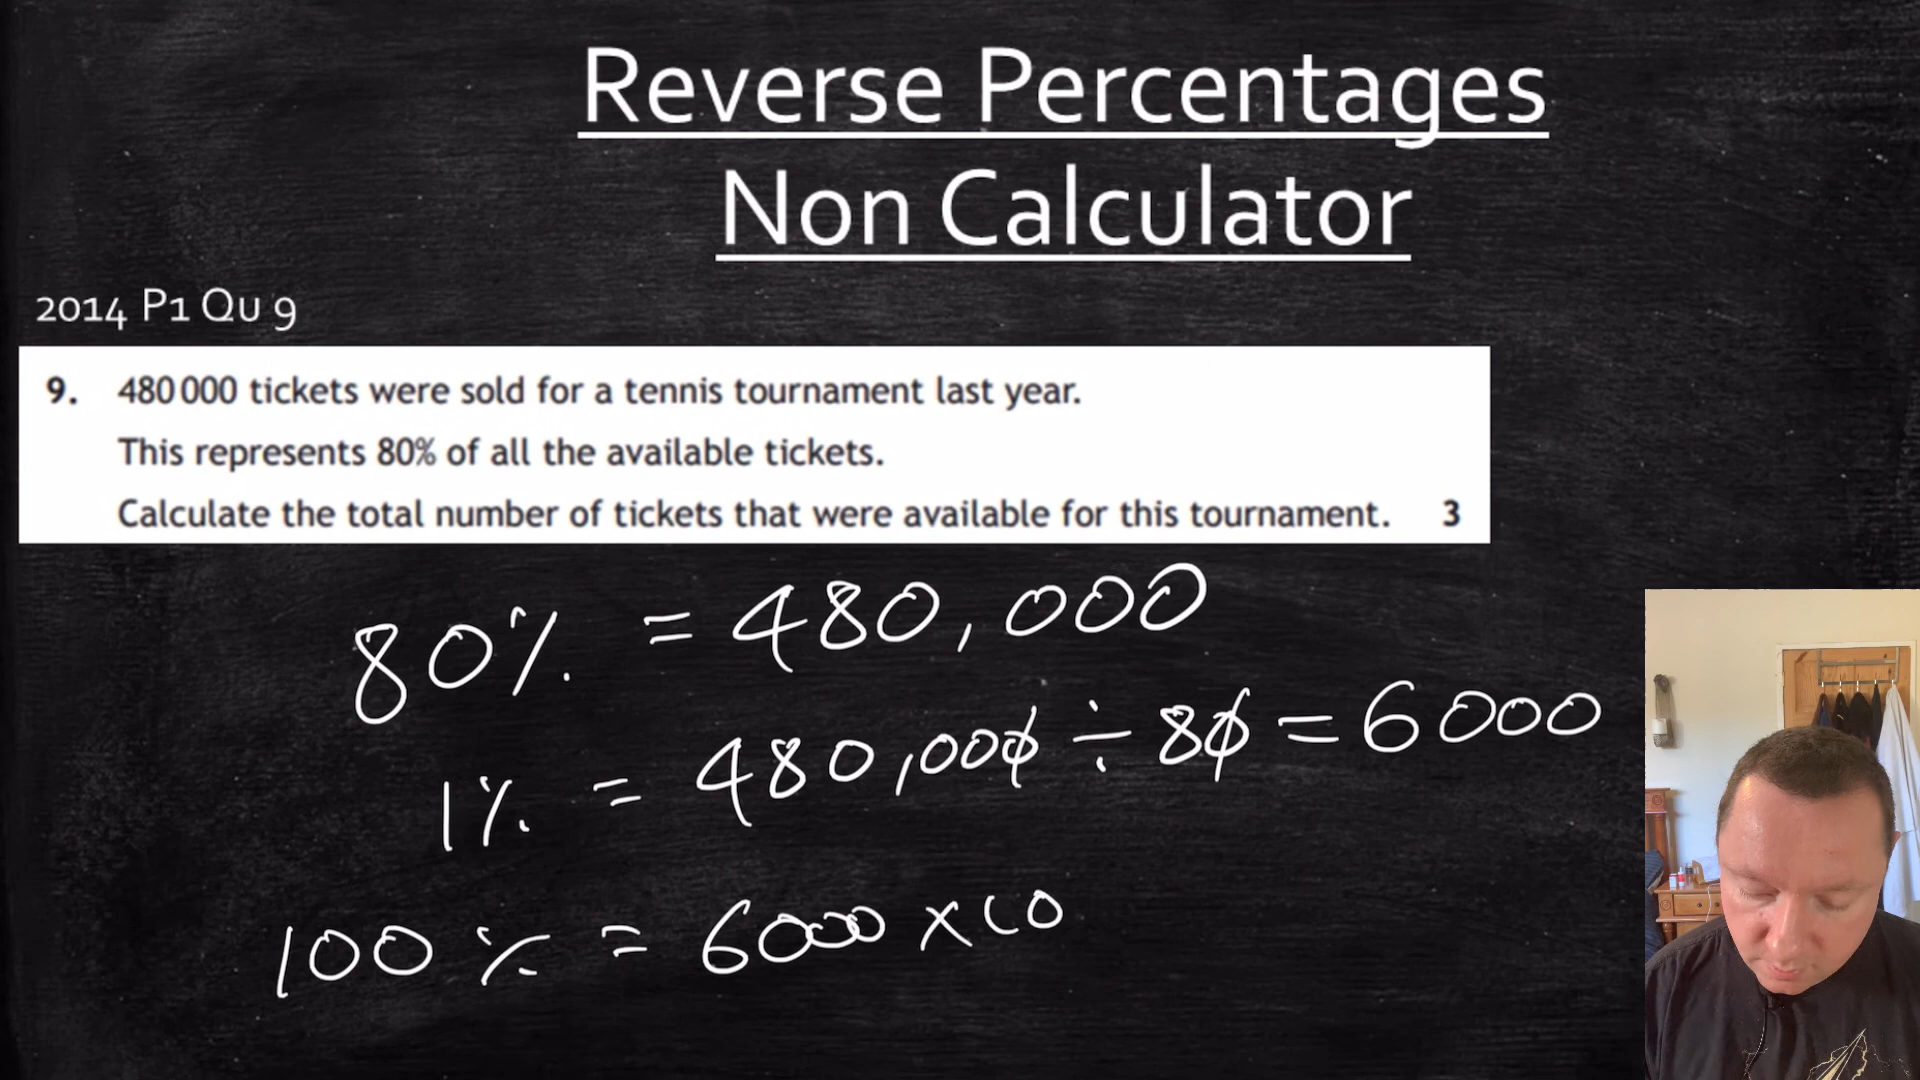 Reverse Percentages
Non Calculator
2014 P1 Qu 9
9. 480 000 tickets were sold for a tennis tournament last year.
This represents 80% of all the available tickets.
Calculate the total number of tickets that were available for this tournament. 3
80% = 480,000
1% = 480,000 ÷ 80 = 6000
100% = 6000 x 10